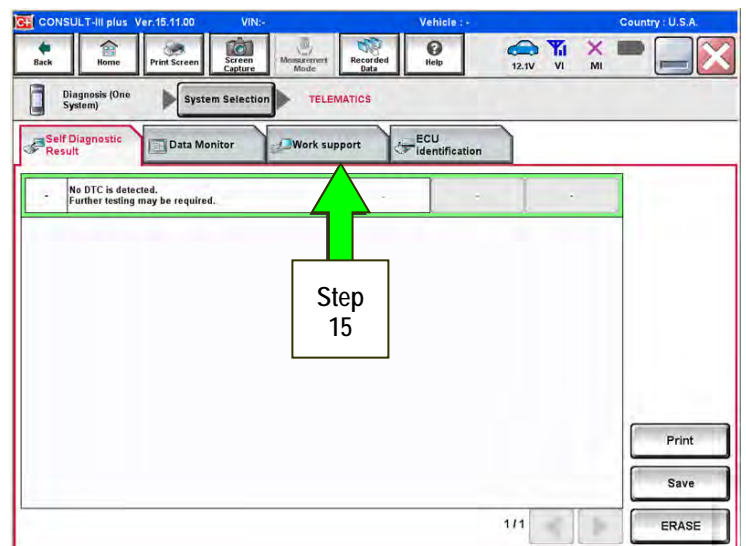 CONSULT-III plus Ver.15.11.00 VIN:- Vehicle : - Country : U.S.A.
Back Home Print Screen Screen Capture Measurement Mode Recorded Data Help 12.1V VI MI
Diagnosis (One System) System Selection TELEMATICS
Self Diagnostic Result Data Monitor Work support ECU identification
- No DTC is detected. - - -
Further testing may be required.
Step
15
Print
Save
1/1 ERASE